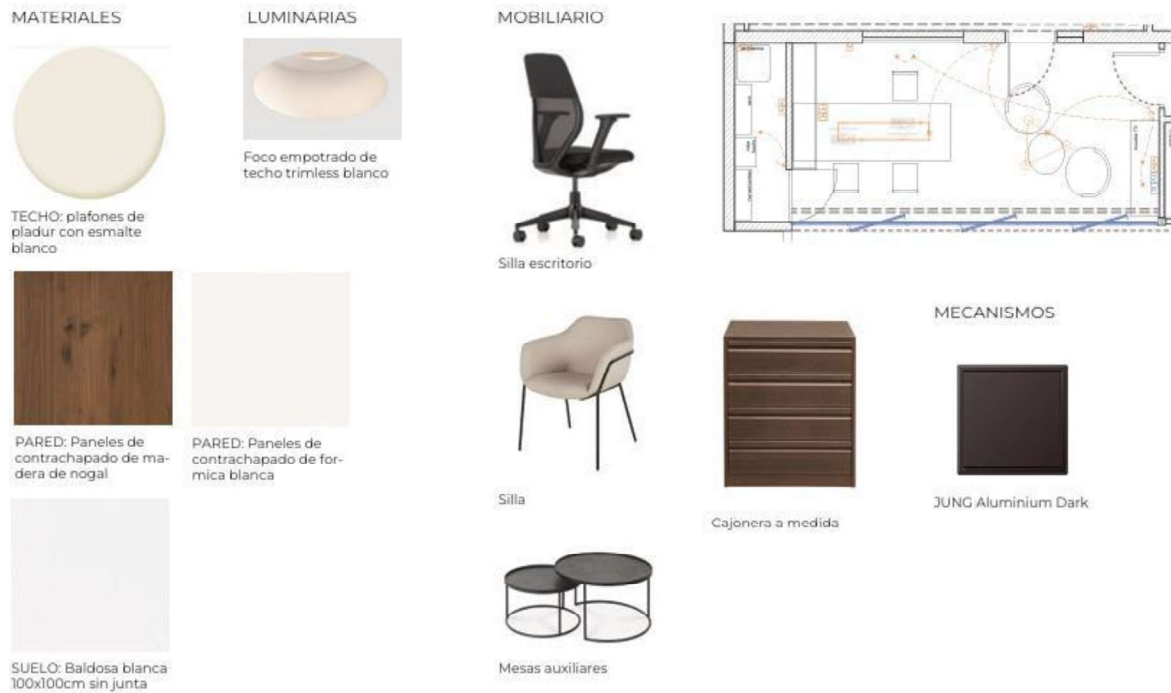 MATERIALES
LUMINARIAS
MOBILIARIO
Foco empotrado de
techo trimless blanco
TECHO: plafones de
pladur con esmalte
blanco
Silla escritorio
MECANISMOS
PARED: Paneles de
contrachapado de ma-
dera de nogal
PARED: Paneles de
contrachapado de for-
mica blanca
Silla
Cajonera a medida
JUNG Aluminium Dark
SUELO: Baldosa blanca
100x100cm sin junta
Mesas auxiliares